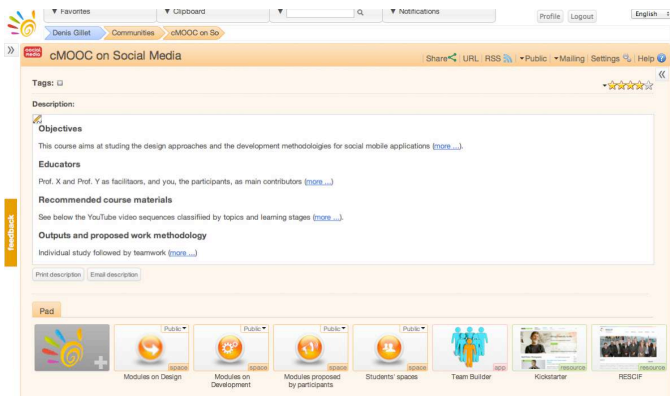 ▼ Favorites ▼ Clipboard ▼ ▼ Notifications
Profile Logout English
Denis Gillet Communities cMOOC on So
social media cMOOC on Social Media
Share URL RSS ▼Public ▼Mailing Settings Help
Tags:
Description:
Objectives
This course aims at studing the design approaches and the development methodoloigies for social mobile applications (more ...).
Educators
Prof. X and Prof. Y as facilitaors, and you, the participants, as main contributors (more ...)
Recommended course materials
See below the YouTube video sequences classifiied by topics and learning stages (more ...).
Outputs and proposed work methodology
Individual study followed by teamwork (more ...)
Print description Email description
feedback
Pad
Public▼ Public▼ Public▼ Public▼
space space space space app resource resource
Modules on Design
Modules on
Development
Modules proposed
by participants
Students' spaces
Team Builder
Kickstarter
RESCIF